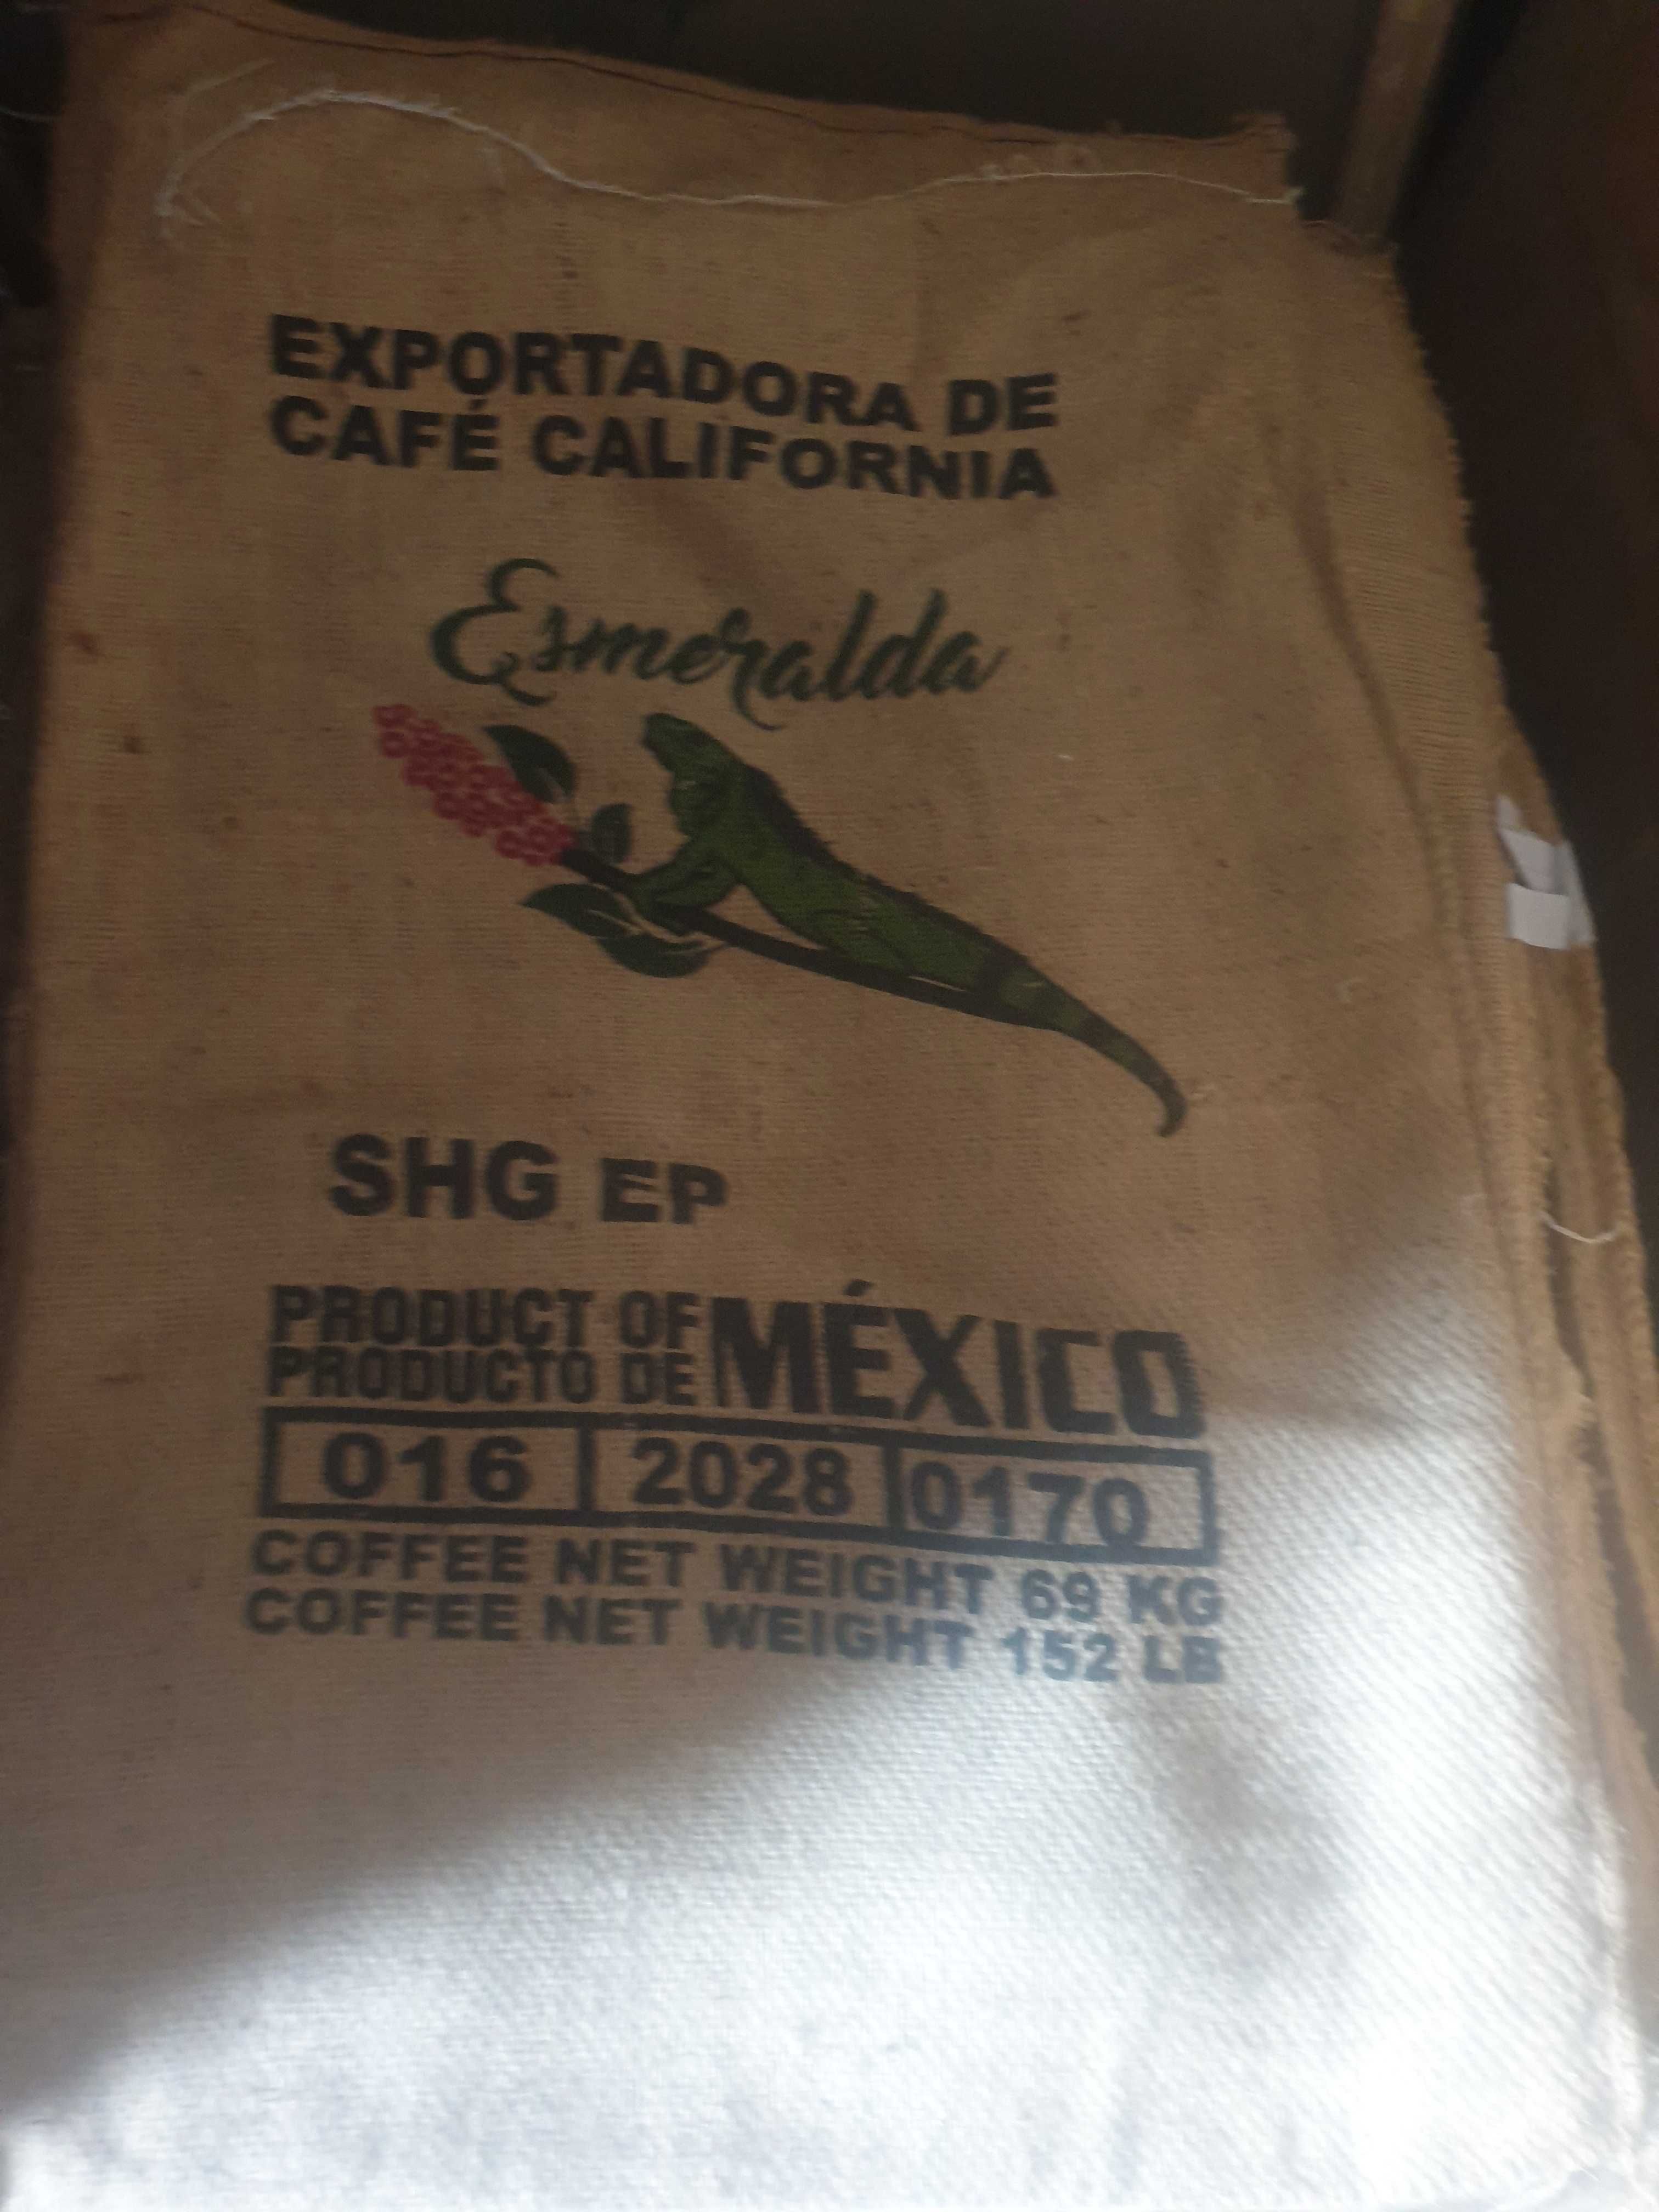 EXPORTADORA DE
CAFÉ CALIFORNIA
Esmeralda
SHG EP
PRODUCT OF MÉXICO
PRODUCTO DE
016 2028 0170
COFFEE NET WEIGHT 69 KG
COFFEE NET WEIGHT 152 LB